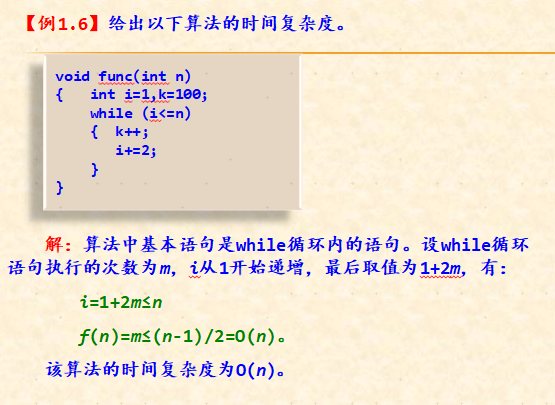 【例1.6】给出以下算法的时间复杂度。
void func(int n)
{ int i=1,k=100;
while (i<=n)
{ k++;
i+=2;
}
}
解：算法中基本语句是while循环内的语句。设while循环
语句执行的次数为m，i从1开始递增，最后取值为1+2m，有：
i=1+2m≤n
f(n)=m≤(n-1)/2=O(n)。
该算法的时间复杂度为O(n)。